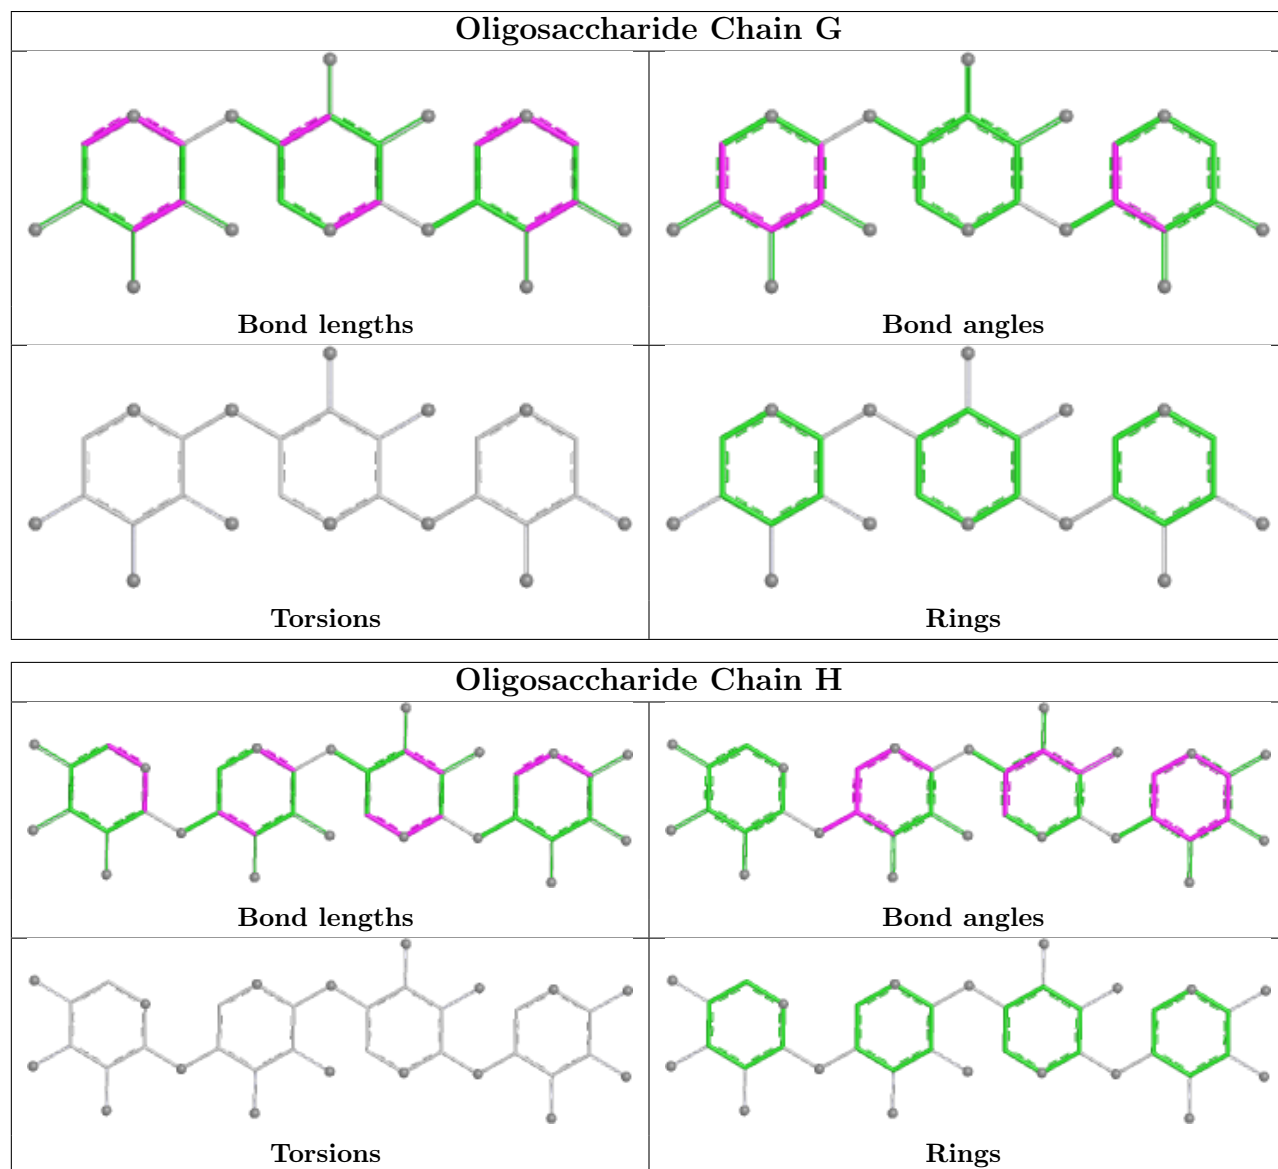 Oligosaccharide Chain G
Bond lengths
Bond angles
Torsions
Rings
Oligosaccharide Chain H
Bond lengths
Bond angles
Torsions
Rings